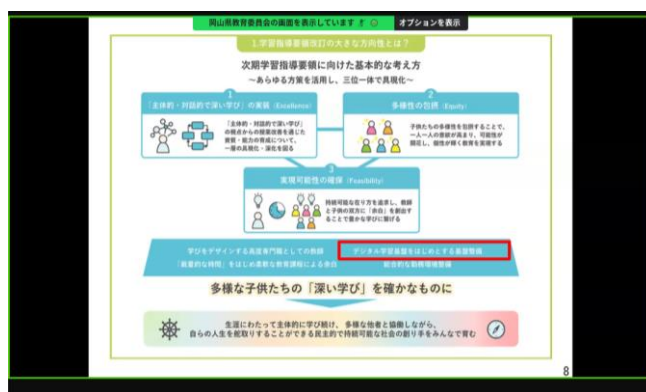 岡山県教育委員会の画面を表示しています
オプションを表示
1.学習指導要領改訂の大きな方向性とは？
次期学習指導要領に向けた基本的な考え方
～あらゆる方策を活用し、三位一体で具現化～
1
「主体的・対話的で深い学び」の実装 (Excellence)
「主体的・対話的で深い学び」
の視点からの授業改善を通じた
資質・能力の育成について、
一層の具現化・深化を図る
2
多様性の包摂 (Equity)
子供たちの多様性を包摂することで、
一人一人の意欲が高まり、可能性が
開花し、個性が輝く教育を実現する
3
実現可能性の確保 (Feasibility)
持続可能な在り方を追求し、教師
と子供の双方に「余白」を創出す
ることで豊かな学びに繋げる
学びをデザインする高度専門職としての教師
デジタル学習基盤をはじめとする基盤整備
「裁量的な時間」をはじめ柔軟な教育課程による余白
総合的な勤務環境整備
多様な子供たちの「深い学び」を確かなものに
生涯にわたって主体的に学び続け、多様な他者と協働しながら、
自らの人生を舵取りすることができる民主的で持続可能な社会の創り手をみんなで育む
8